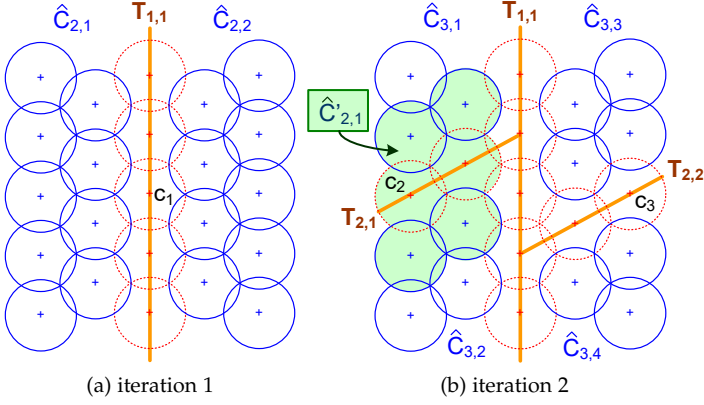 Ĉ2,1
T1,1
Ĉ2,2
c1
(a) iteration 1
Ĉ3,1
T1,1
Ĉ3,3
Ĉ'2,1
c2
T2,1
T2,2
c3
Ĉ3,2
Ĉ3,4
(b) iteration 2